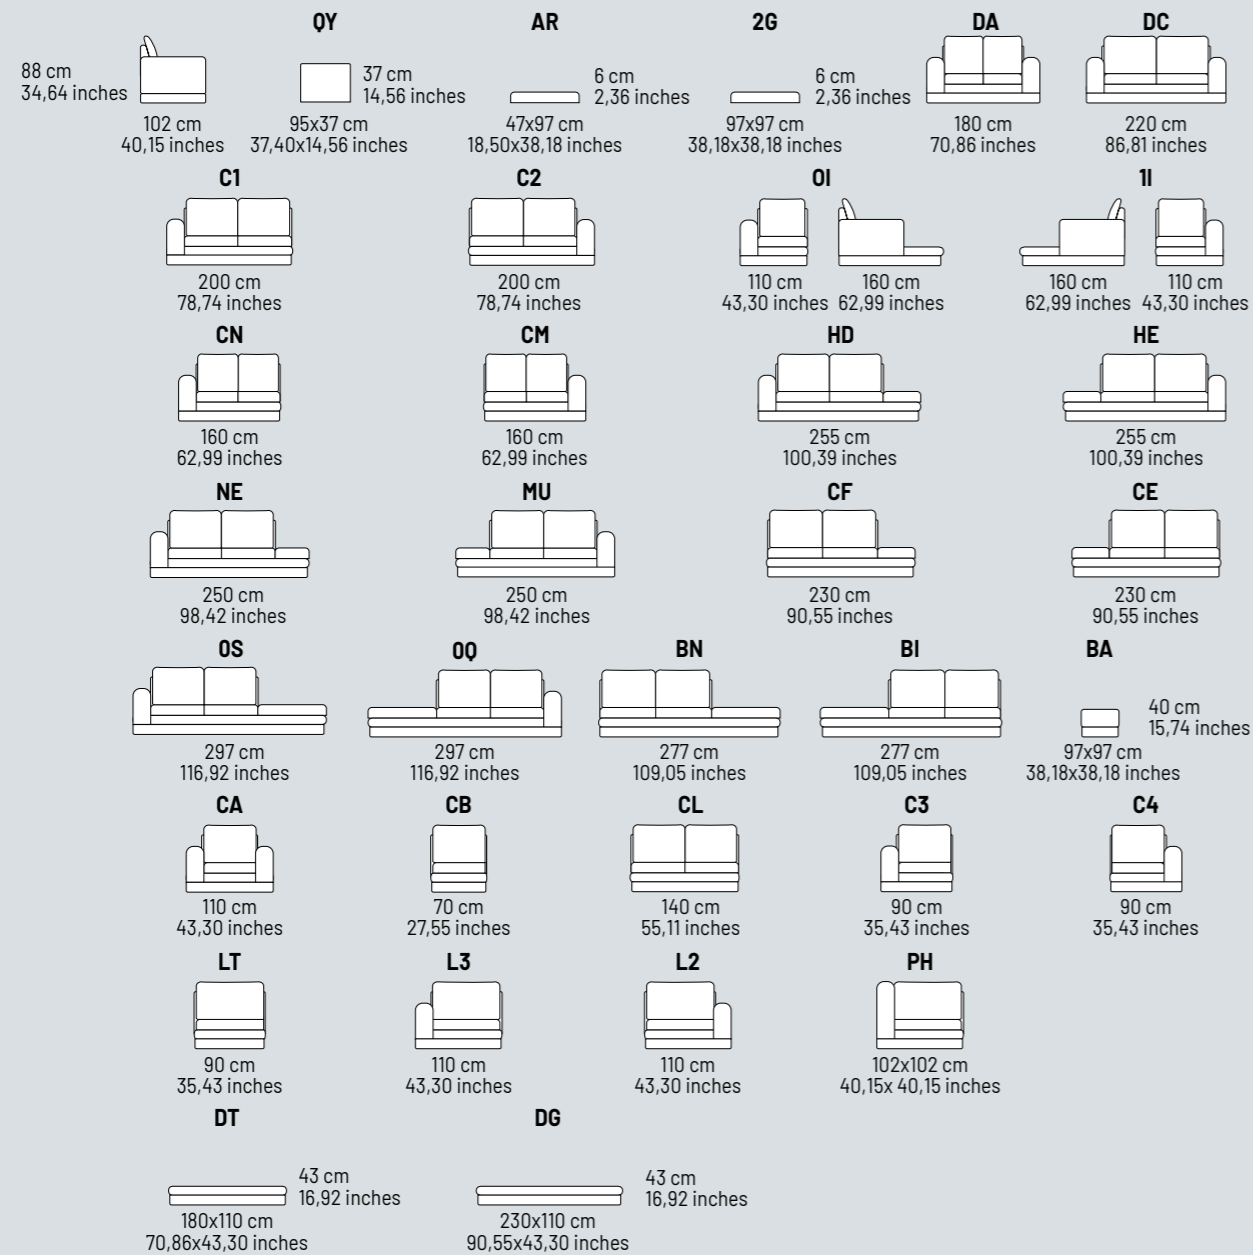 QY
AR
2G
DA
DC
88 cm
34,64 inches
102 cm
40,15 inches
37 cm
14,56 inches
95x37 cm
37,40x14,56 inches
6 cm
2,36 inches
47x97 cm
18,50x38,18 inches
6 cm
2,36 inches
97x97 cm
38,18x38,18 inches
180 cm
70,86 inches
220 cm
86,81 inches
C1
C2
0I
1I
200 cm
78,74 inches
200 cm
78,74 inches
110 cm
43,30 inches
160 cm
62,99 inches
160 cm
62,99 inches
110 cm
43,30 inches
CN
CM
HD
HE
160 cm
62,99 inches
160 cm
62,99 inches
255 cm
100,39 inches
255 cm
100,39 inches
NE
MU
CF
CE
250 cm
98,42 inches
250 cm
98,42 inches
230 cm
90,55 inches
230 cm
90,55 inches
0S
0Q
BN
BI
BA
297 cm
116,92 inches
297 cm
116,92 inches
277 cm
109,05 inches
277 cm
109,05 inches
40 cm
15,74 inches
97x97 cm
38,18x38,18 inches
CA
CB
CL
C3
C4
110 cm
43,30 inches
70 cm
27,55 inches
140 cm
55,11 inches
90 cm
35,43 inches
90 cm
35,43 inches
LT
L3
L2
PH
90 cm
35,43 inches
110 cm
43,30 inches
110 cm
43,30 inches
102x102 cm
40,15x 40,15 inches
DT
DG
43 cm
16,92 inches
180x110 cm
70,86x43,30 inches
43 cm
16,92 inches
230x110 cm
90,55x43,30 inches